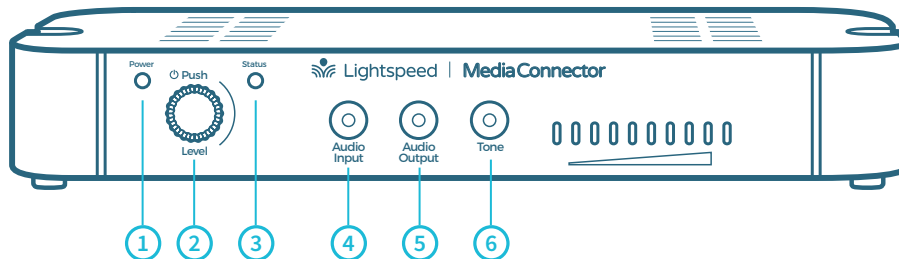 Power
Push
Status
Level
Lightspeed | MediaConnector
Audio
Input
Audio
Output
Tone
1
2
3
4
5
6